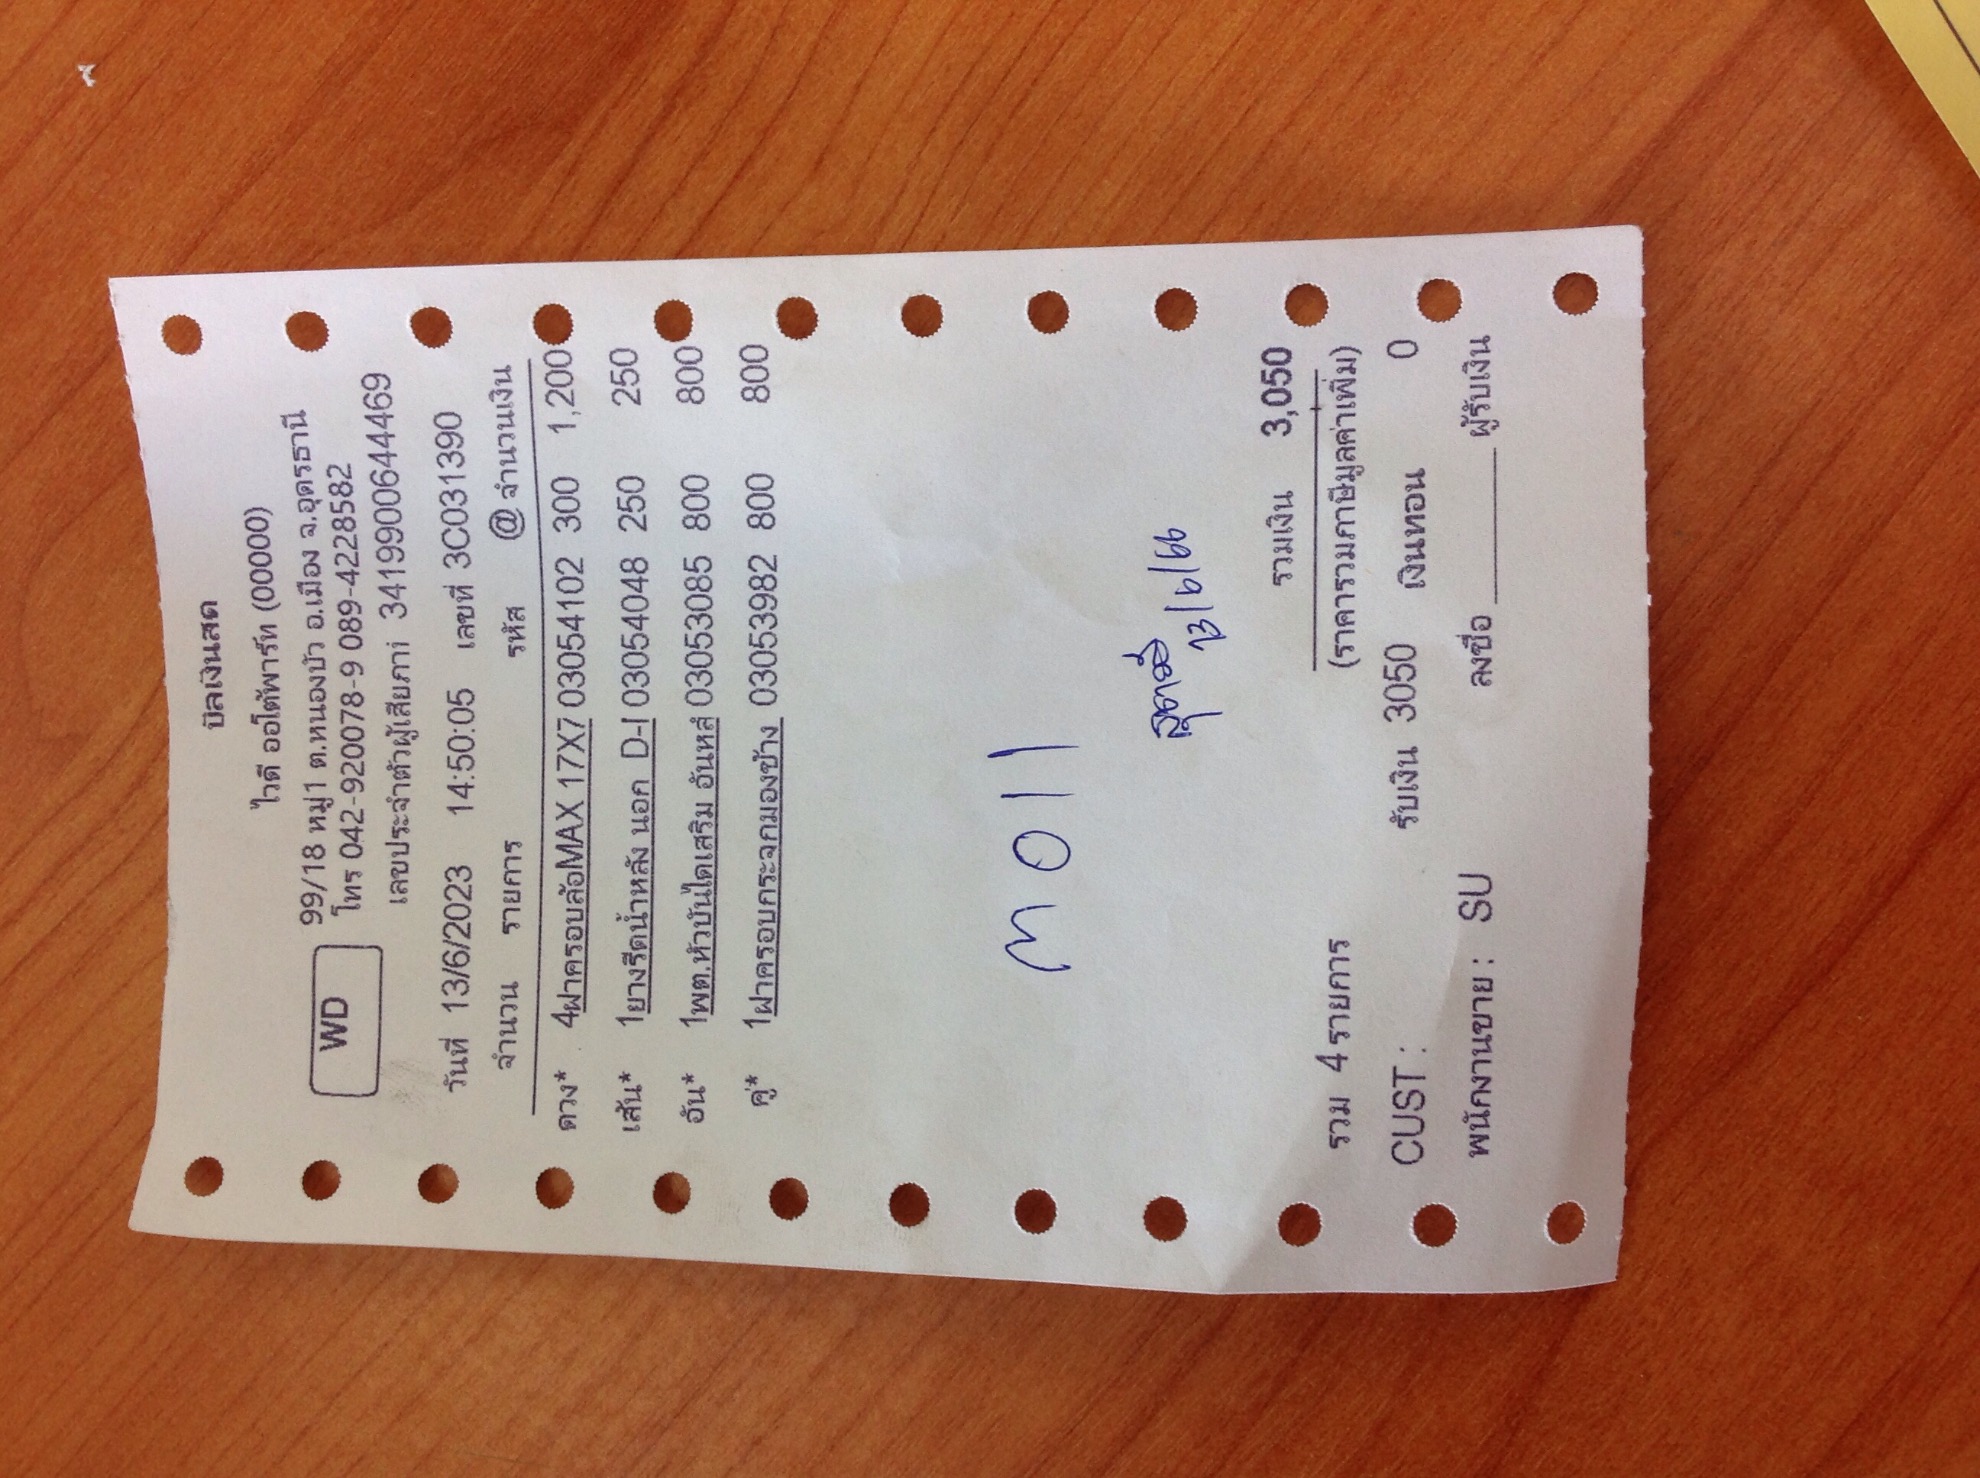 บิลเงินสด
ไวดี ออโต้พาร์ท (00000)
99/18 หมู่1 ต.หนองบัว อ.เมือง จ.อุดรธานี
WD
โทร 042-920078-9 089-4228582
เลขประจำตัวผู้เสียภาi 3419900644469
วันที่ 13/6/2023 14:50:05 เลขที่ 3C031390
จำนวน รายการ รหัส @ จำนวนเงิน
ดวง* 4ฝาครอบล้อMAX 17X7 03054102 300 1,200
เส้น* 1ยางรีดน้ำหลัง นอก D-I 03054048 250 250
อัน* 1พต.หัวบันไดเสริม อันหล่ 03053085 800 800
คู่* 1ฝาครอบกระจกมองข้าง 03053982 800 800
M 011
13/6/66
รวมเงิน 3,050
รวม 4 รายการ (ราคารวมภาษีมูลค่าเพิ่ม)
CUST : รับเงิน 3050 เงินทอน 0
พนักงานขาย : SU ลงชื่อ ผู้รับเงิน